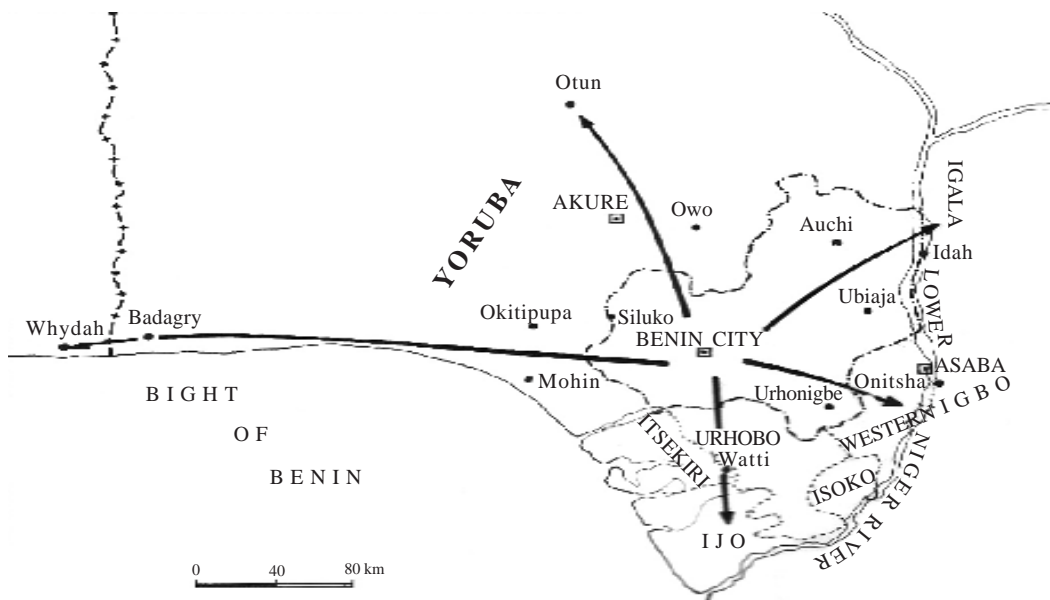 Otun
YORUBA
AKURE
Owo
Auchi
IGALA
Idah
LOWER
Ubiaja
Okitipupa
Siluko
BENIN CITY
Whydah
Badagry
Mohin
Urhonigbe
Onitsha
ASABA
WESTERN IGBO
BIGHT
OF
BENIN
ITSEKIRI
URHOBO
Watti
ISOKO
NIGER RIVER
IJO
0 40 80 km